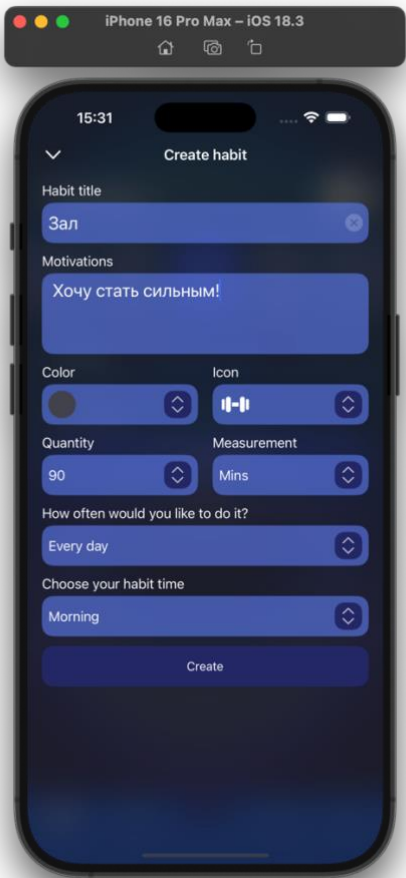 iPhone 16 Pro Max – iOS 18.3
15:31
Create habit
Habit title
Зал
Motivations
Хочу стать сильным!
Color Icon
Quantity Measurement
90 Mins
How often would you like to do it?
Every day
Choose your habit time
Morning
Create